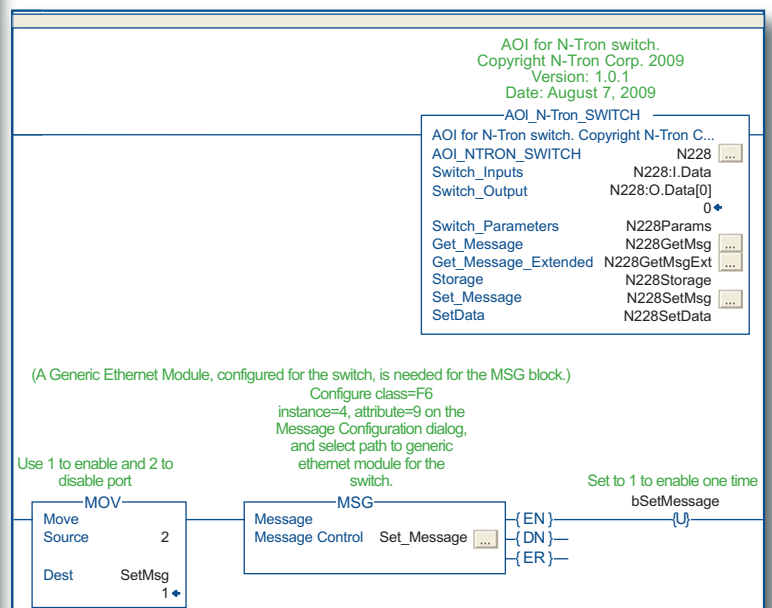 AOI for N-Tron switch.
Copyright N-Tron Corp. 2009
Version: 1.0.1
Date: August 7, 2009
AOI_N-Tron_SWITCH
AOI for N-Tron switch. Copyright N-Tron C...
AOI_NTRON_SWITCH N228 ...
Switch_Inputs N228:I.Data
Switch_Output N228:O.Data[0]
0
Switch_Parameters N228Params
Get_Message N228GetMsg ...
Get_Message_Extended N228GetMsgExt ...
Storage N228Storage
Set_Message N228SetMsg ...
SetData N228SetData
(A Generic Ethernet Module, configured for the switch, is needed for the MSG block.)
Configure class=F6
instance=4, attribute=9 on the
Message Configuration dialog,
and select path to generic
ethernet module for the
switch.
Use 1 to enable and 2 to
disable port
MOV
Move
Source 2
Dest SetMsg
1
MSG
Message
Message Control Set_Message ...
EN
DN
ER
Set to 1 to enable one time
bSetMessage
U